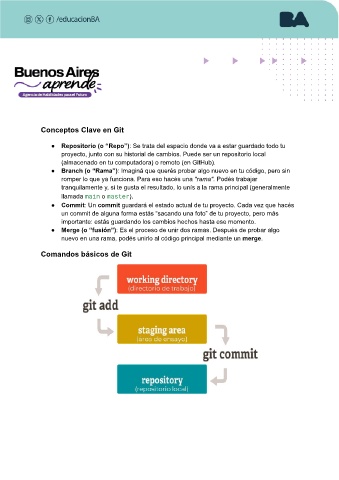 /educacionBA
BA
Buenos Aires
aprende
Agencia de Habilidades para el Futuro
Conceptos Clave en Git
● Repositorio (o “Repo”): Se trata del espacio donde va a estar guardado todo tu
proyecto, junto con su historial de cambios. Puede ser un repositorio local
(almacenado en tu computadora) o remoto (en GitHub).
● Branch (o “Rama”): Imaginá que querés probar algo nuevo en tu código, pero sin
romper lo que ya funciona. Para eso hacés una “rama”. Podés trabajar
tranquilamente y, si te gusta el resultado, lo unís a la rama principal (generalmente
llamada main o master).
● Commit: Un commit guardará el estado actual de tu proyecto. Cada vez que hacés
un commit de alguna forma estás “sacando una foto” de tu proyecto, pero más
importante: estás guardando los cambios hechos hasta ese momento.
● Merge (o “fusión”): Es el proceso de unir dos ramas. Después de probar algo
nuevo en una rama, podés unirlo al código principal mediante un merge.
Comandos básicos de Git
working directory
(directorio de trabajo)
git add
staging area
(area de ensayo)
git commit
repository
(repositorio local)